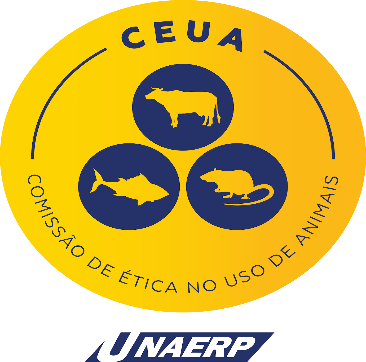 CEUA
COMISSÃO DE ÉTICA NO USO DE ANIMAIS
UNAERP